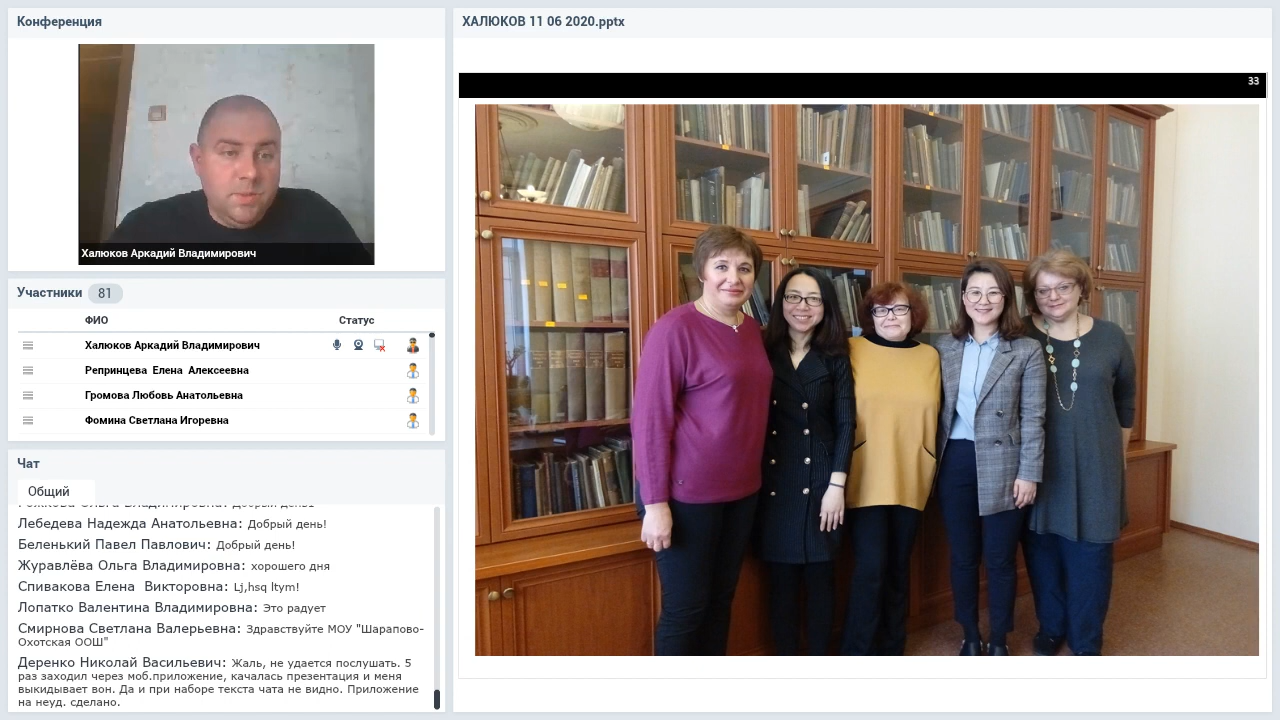 Конференция
Халюков Аркадий Владимирович
Участники 81
ФИО Статус
Халюков Аркадий Владимирович
Репринцева Елена Алексеевна
Громова Любовь Анатольевна
Фомина Светлана Игоревна
Чат
Общий
Лебедева Надежда Анатольевна: Добрый день!
Беленький Павел Павлович: Добрый день!
Журавлёва Ольга Владимировна: хорошего дня
Спивакова Елена Викторовна: Lj,hsq ltym!
Лопатко Валентина Владимировна: Это радует
Смирнова Светлана Валерьевна: Здравствуйте МОУ "Шарапово-
Охотская ООШ"
Деренко Николай Васильевич: Жаль, не удается послушать. 5
раз заходил через моб.приложение, качалась презентация и меня
выкидывает вон. Да и при наборе текста чата не видно. Приложение
на неуд. сделано.
ХАЛЮКОВ 11 06 2020.pptx
33